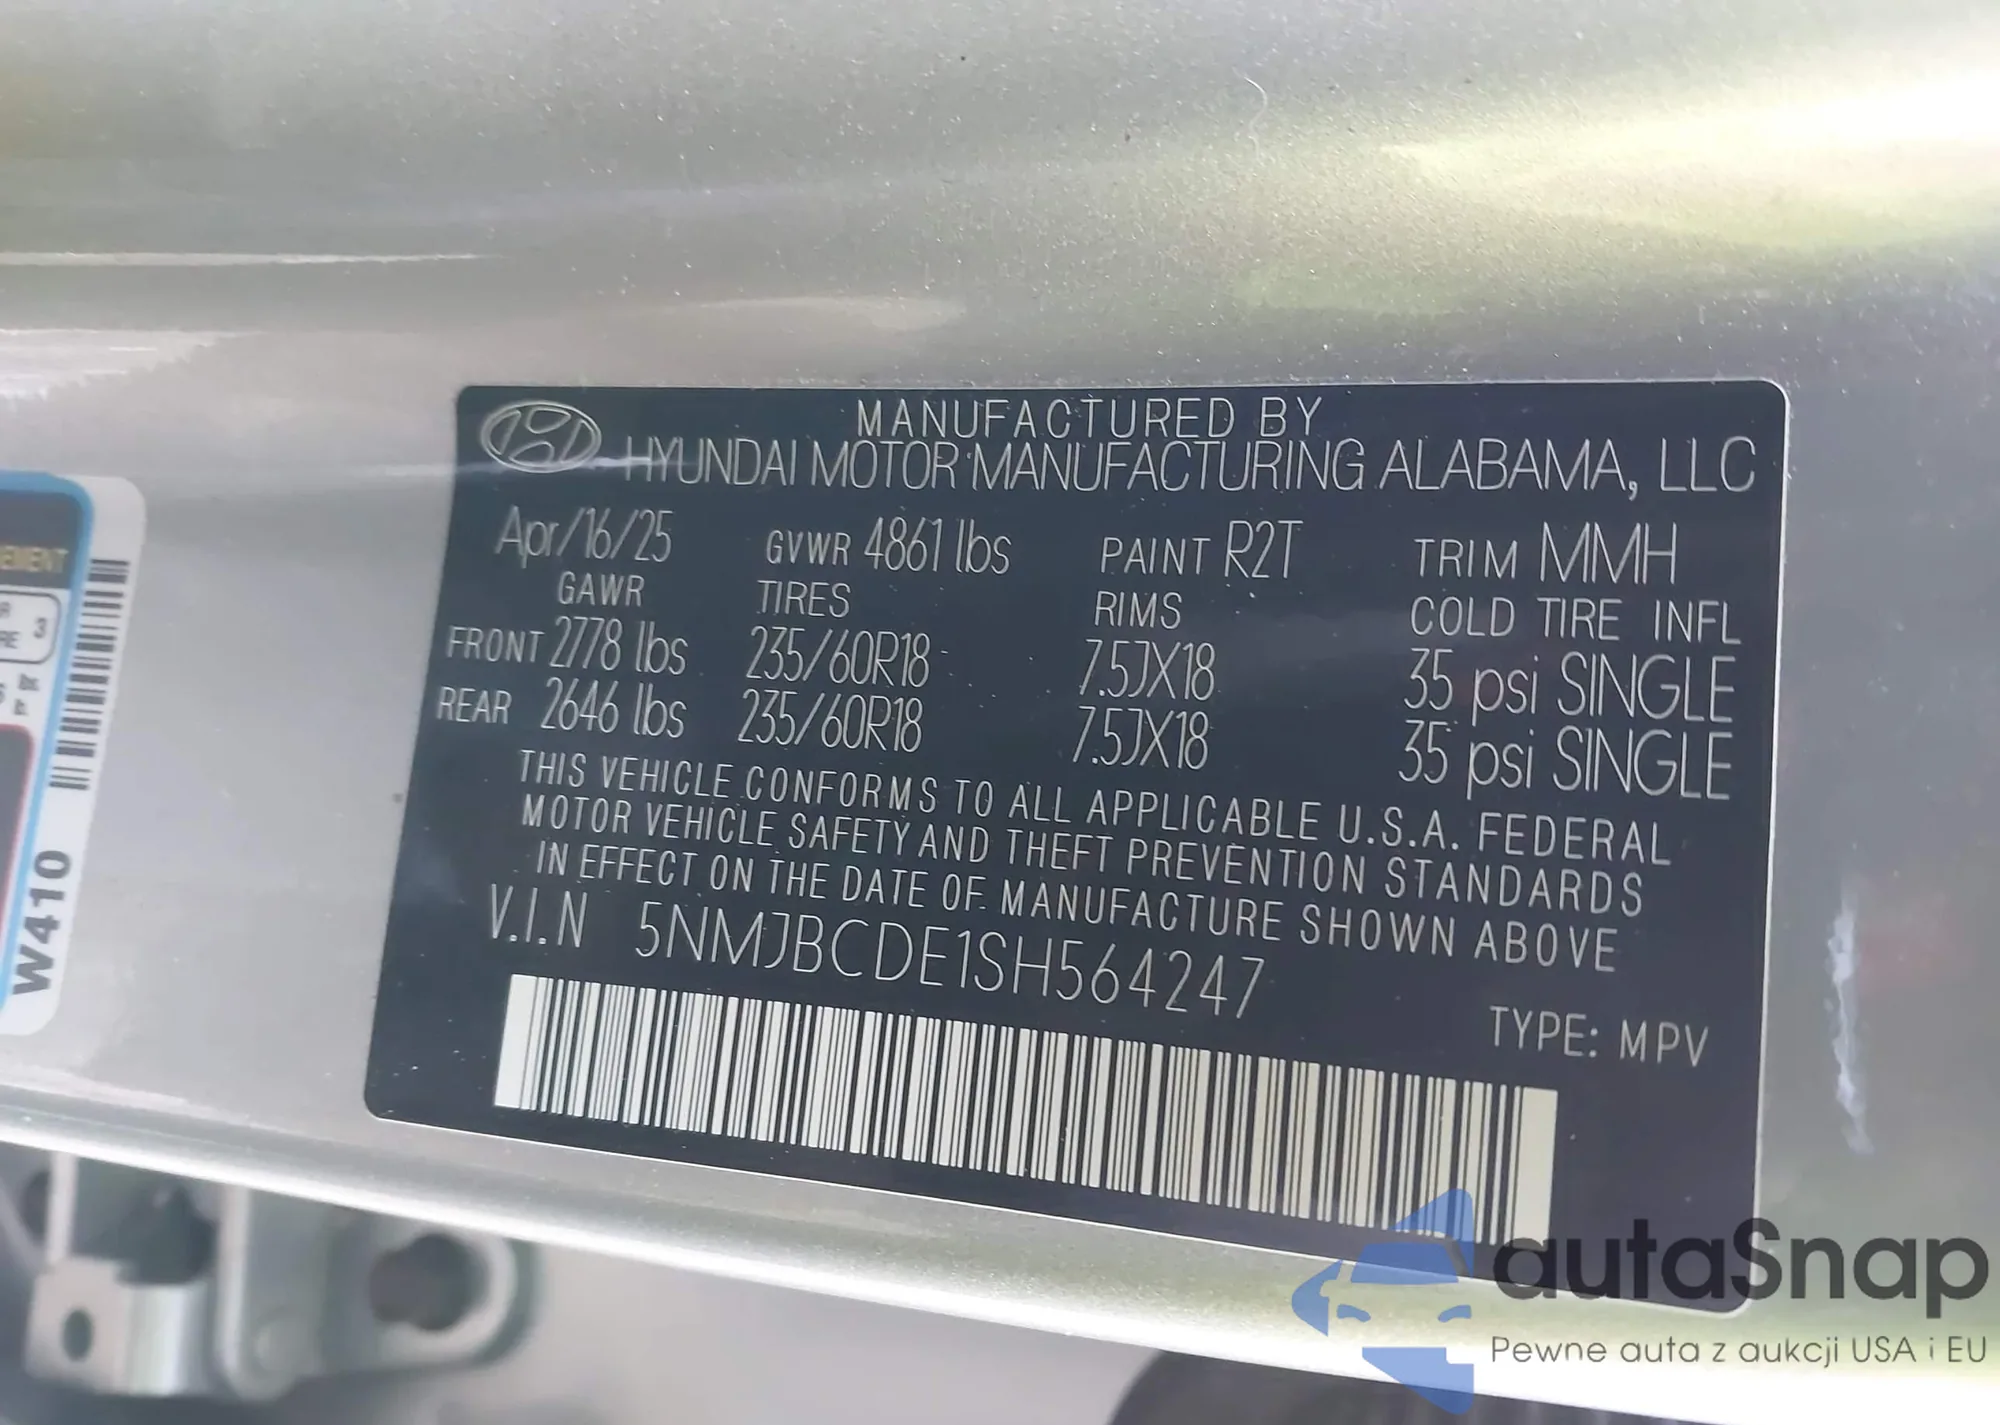 MANUFACTURED BY
HYUNDAI MOTOR MANUFACTURING ALABAMA, LLC
Apr/16/25 GVWR 4861 lbs PAINT R2T TRIM MMH
GAWR TIRES RIMS COLD TIRE INFL
FRONT 2778 lbs 235/60R18 7.5JX18 35 psi SINGLE
REAR 2646 lbs 235/60R18 7.5JX18 35 psi SINGLE
THIS VEHICLE CONFORMS TO ALL APPLICABLE U.S.A. FEDERAL
MOTOR VEHICLE SAFETY AND THEFT PREVENTION STANDARDS
IN EFFECT ON THE DATE OF MANUFACTURE SHOWN ABOVE
V.I.N 5NMJBCDE1SH564247
TYPE: MPV
W410
3
autaSnap
Pewne auta z aukcji USA i EU